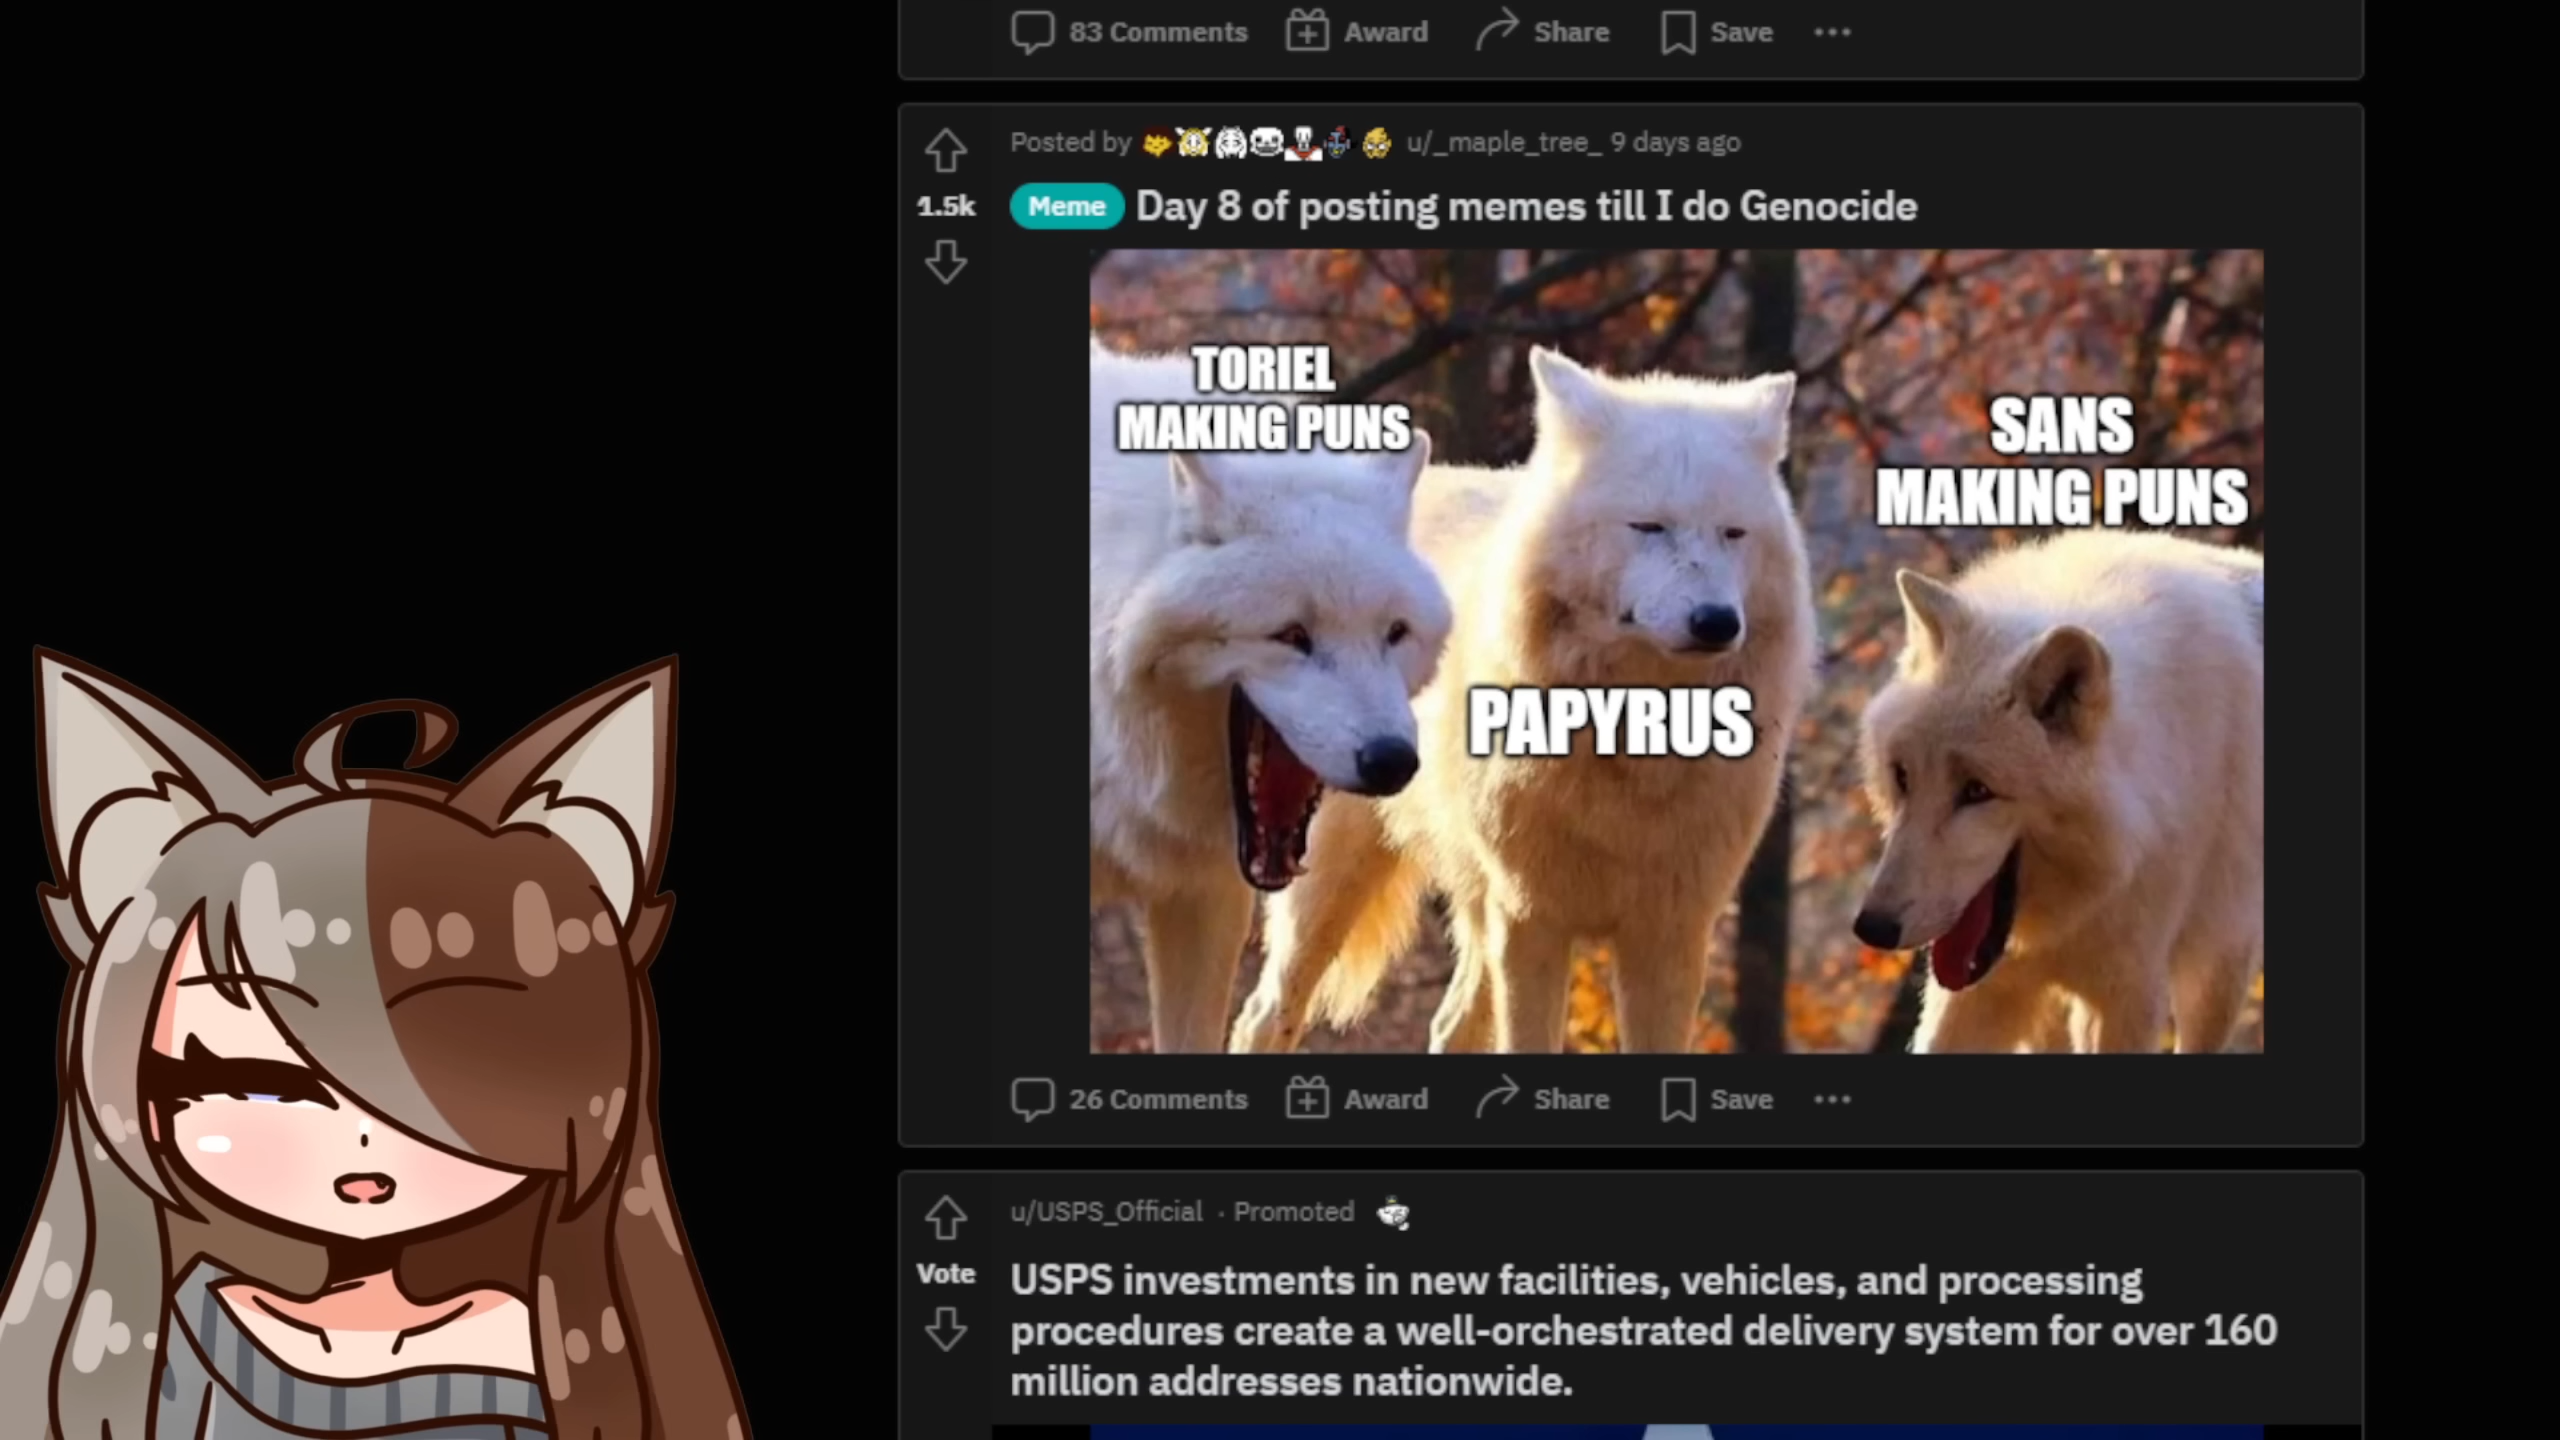 83 Comments Award Share Save
Posted by u/_maple_tree_ 9 days ago
1.5k
Meme Day 8 of posting memes till I do Genocide
TORIEL
MAKING PUNS
SANS
MAKING PUNS
PAPYRUS
26 Comments Award Share Save
u/USPS_Official · Promoted
Vote
USPS investments in new facilities, vehicles, and processing
procedures create a well-orchestrated delivery system for over 160
million addresses nationwide.